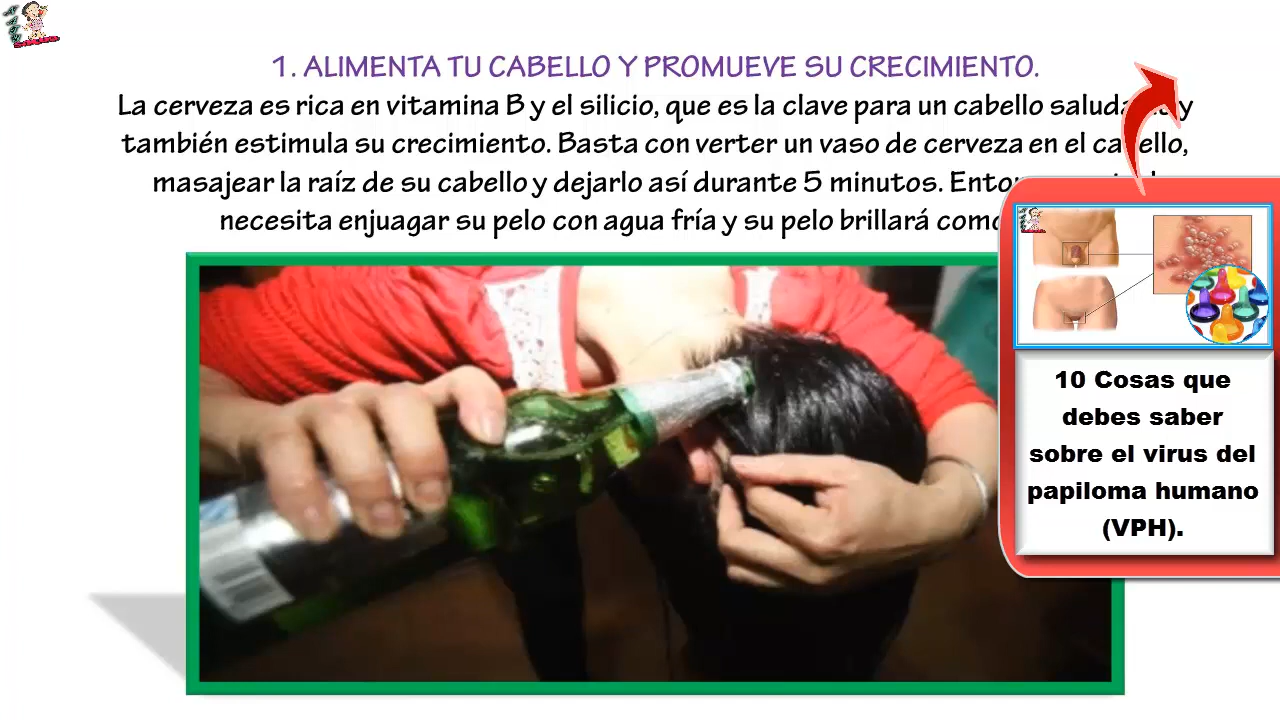 1. ALIMENTA TU CABELLO Y PROMUEVE SU CRECIMIENTO.
La cerveza es rica en vitamina B y el silicio, que es la clave para un cabello y
también estimula su crecimiento. Basta con verter un vaso de cerveza en el cabello,
masajear la raíz de su cabello y dejarlo así durante 5 minutos.
necesita enjuagar su pelo con agua fría y su pelo brillará
10 Cosas que
debes saber
sobre el virus del
papiloma humano
(VPH).